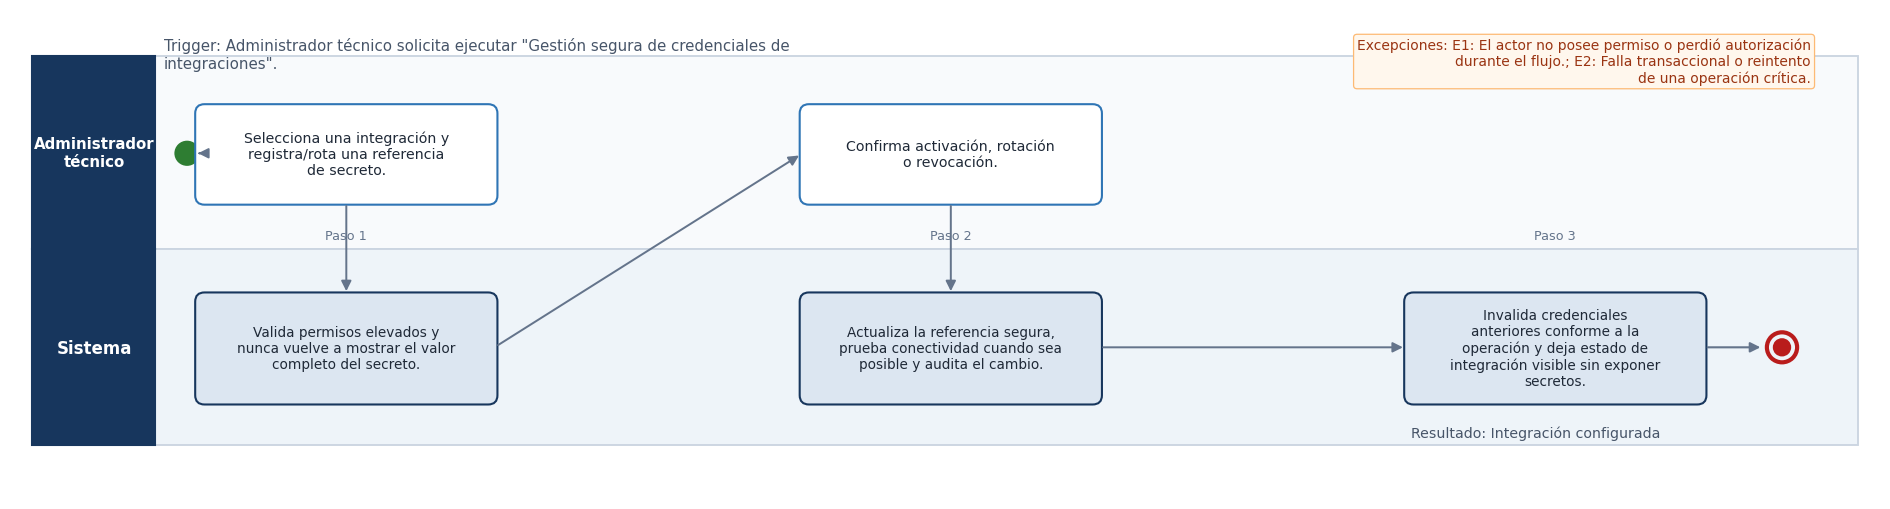 Trigger: Administrador técnico solicita ejecutar "Gestión segura de credenciales de
integraciones".
Excepciones: E1: El actor no posee permiso o perdió autorización
durante el flujo.; E2: Falla transaccional o reintento
de una operación crítica.
Administrador
técnico
Selecciona una integración y
registra/rota una referencia
de secreto.
Confirma activación, rotación
o revocación.
Paso 1
Paso 2
Paso 3
Sistema
Valida permisos elevados y
nunca vuelve a mostrar el valor
completo del secreto.
Actualiza la referencia segura,
prueba conectividad cuando sea
posible y audita el cambio.
Invalida credenciales
anteriores conforme a la
operación y deja estado de
integración visible sin exponer
secretos.
Resultado: Integración configurada